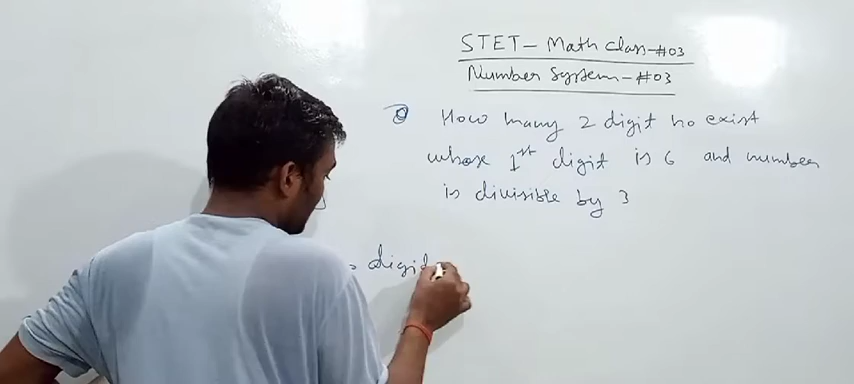 STET - Math class - #03
Number System - #03
Q How many 2 digit no exist
whose 1st digit is 6 and number
is divisible by 3
digit